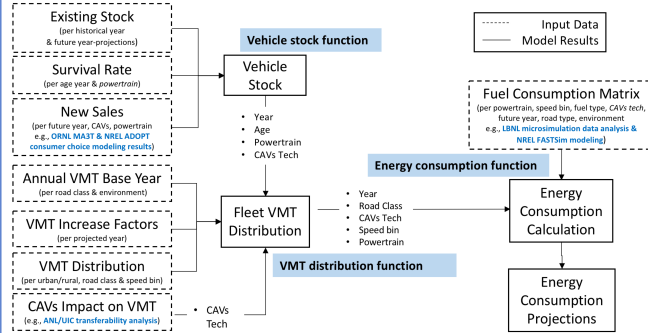 Existing Stock
(per historical year
& future year-projections)
Survival Rate
(per age year & powertrain)
New Sales
(per future year, CAVs, powertrain
e.g., ORNL MA3T & NREL ADOPT
consumer choice modeling results)
Annual VMT Base Year
(per road class & environment)
VMT Increase Factors
(per projected year)
VMT Distribution
(per urban/rural, road class & speed bin)
CAVs Impact on VMT
(e.g., ANL/UIC transferability analysis)
Vehicle stock function
Vehicle
Stock
• Year
• Age
• Powertrain
• CAVs Tech
Fleet VMT
Distribution
• CAVs
Tech
VMT distribution function
• Year
• Road Class
• CAVs Tech
• Speed bin
• Powertrain
Energy consumption function
Input Data
Model Results
Fuel Consumption Matrix
(per powertrain, speed bin, fuel type, CAVs tech,
future year, road type, environment
e.g., LBNL microsimulation data analysis &
NREL FASTSim modeling)
Energy
Consumption
Calculation
Energy
Consumption
Projections